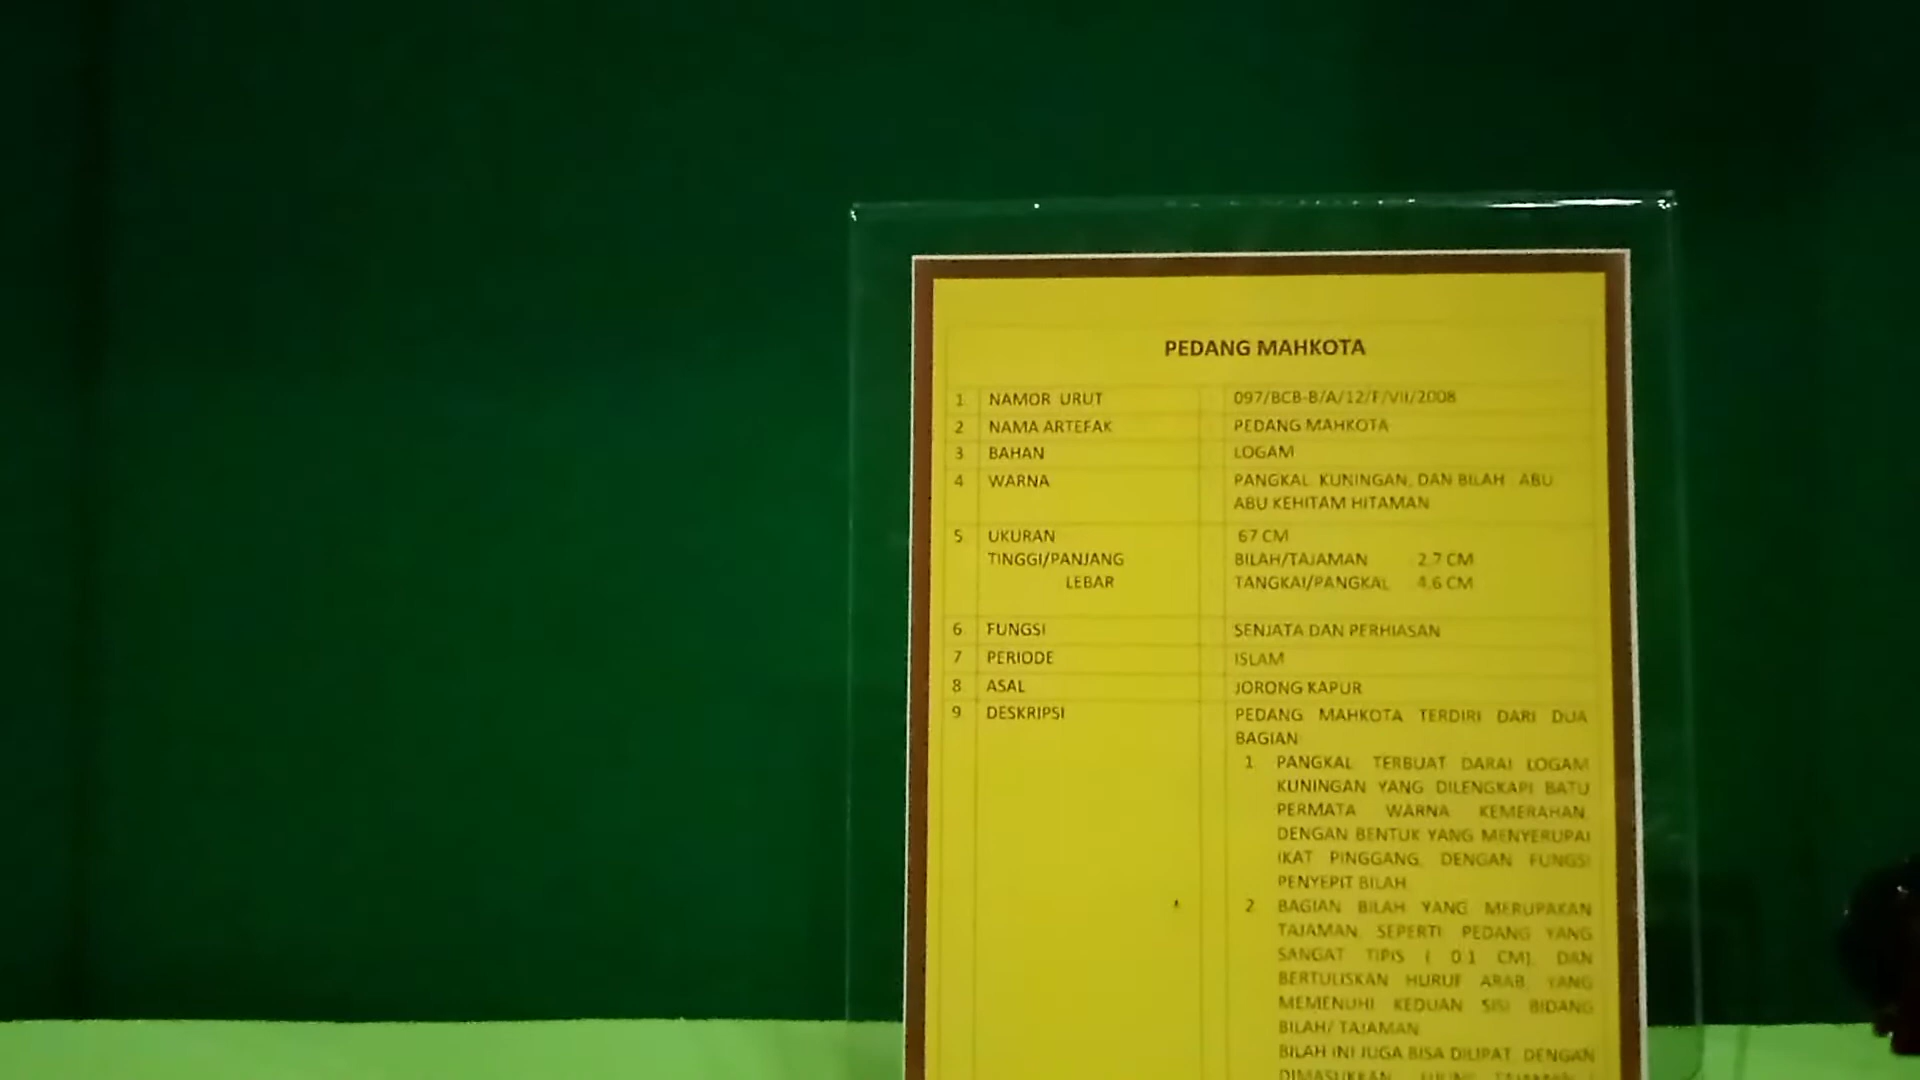 PEDANG MAHKOTA
1 NAMOR URUT 097/BCB-B/A/12/F/VII/2008
2 NAMA ARTEFAK PEDANG MAHKOTA
3 BAHAN LOGAM
4 WARNA PANGKAL KUNINGAN, DAN BILAH ABU
ABU KEHITAM HITAMAN
5 UKURAN 67 CM
TINGGI/PANJANG BILAH/TAJAMAN 2.7 CM
LEBAR TANGKAI/PANGKAL 4.6 CM
6 FUNGSI SENJATA DAN PERHIASAN
7 PERIODE ISLAM
8 ASAL JORONG KAPUR
9 DESKRIPSI PEDANG MAHKOTA TERDIRI DARI DUA
BAGIAN
1 PANGKAL TERBUAT DARAI LOGAM
KUNINGAN YANG DILENGKAPI BATU
PERMATA WARNA KEMERAHAN,
DENGAN BENTUK YANG MENYERUPAI
IKAT PINGGANG, DENGAN FUNGSI
PENYEPIT BILAH
2 BAGIAN BILAH YANG MERUPAKAN
TAJAMAN, SEPERTI PEDANG YANG
SANGAT TIPIS ( 0.1 CM), DAN
BERTULISKAN HURUF ARAB, YANG
MEMENUHI KEDUAN SISI BIDANG
BILAH/ TAJAMAN
BILAH INI JUGA BISA DILIPAT, DENGAN
DIMASUKKAN